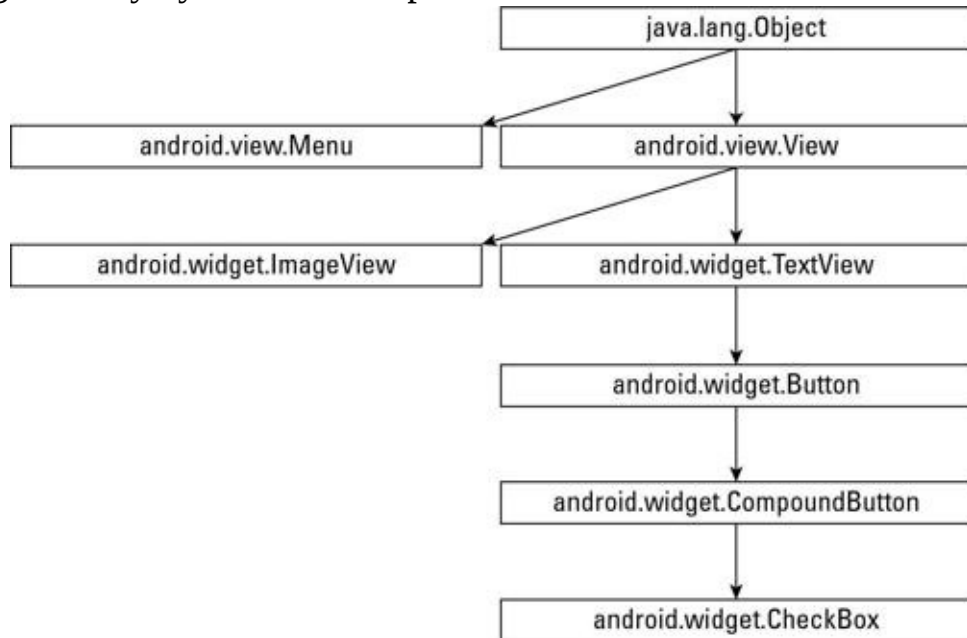 java.lang.Object
android.view.Menu
android.view.View
android.widget.ImageView
android.widget.TextView
android.widget.Button
android.widget.CompoundButton
android.widget.CheckBox